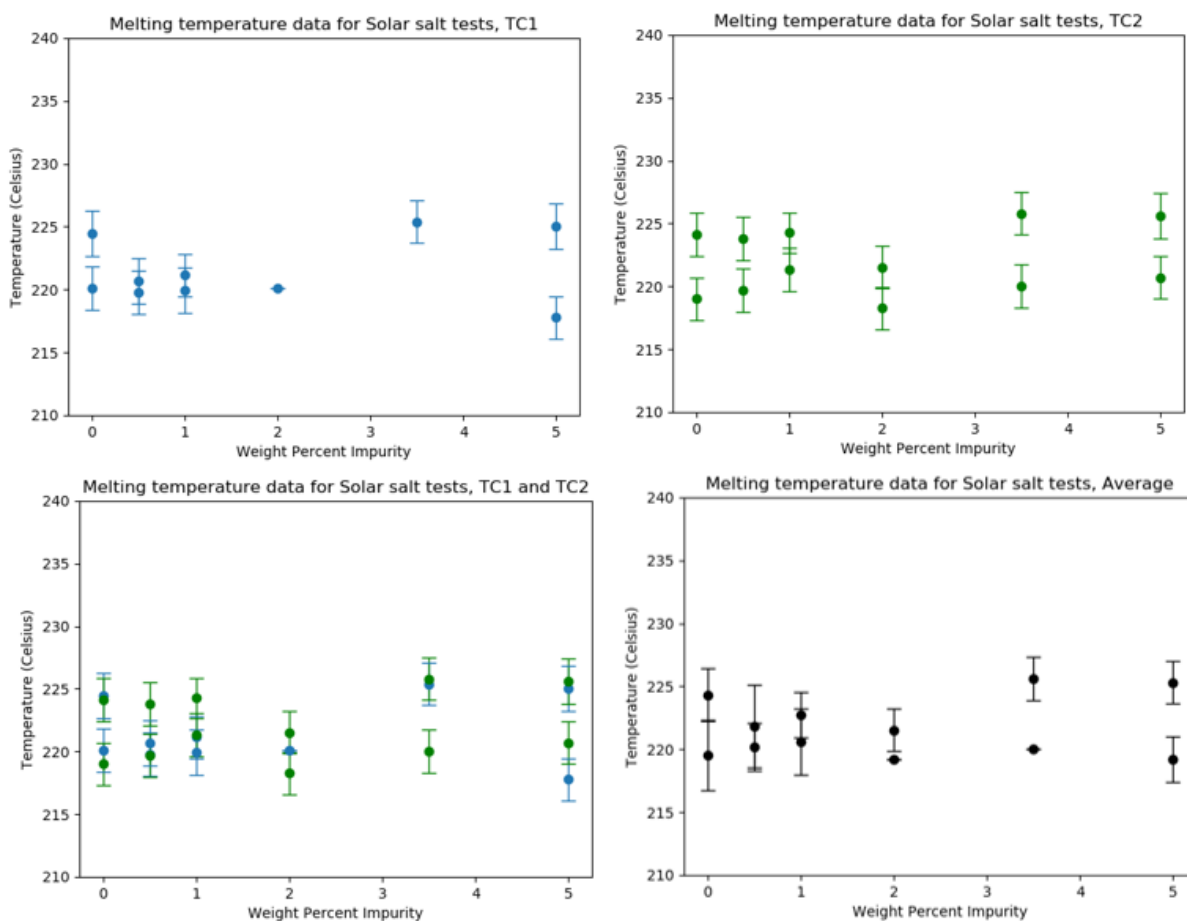 Melting temperature data for Solar salt tests, TC1
240
235
230
225
220
215
210
Temperature (Celsius)
0 1 2 3 4 5
Weight Percent Impurity
Melting temperature data for Solar salt tests, TC2
240
235
230
225
220
215
210
Temperature (Celsius)
0 1 2 3 4 5
Weight Percent Impurity
Melting temperature data for Solar salt tests, TC1 and TC2
240
235
230
225
220
215
210
Temperature (Celsius)
0 1 2 3 4 5
Weight Percent Impurity
Melting temperature data for Solar salt tests, Average
240
235
230
225
220
215
210
Temperature (Celsius)
0 1 2 3 4 5
Weight Percent Impurity